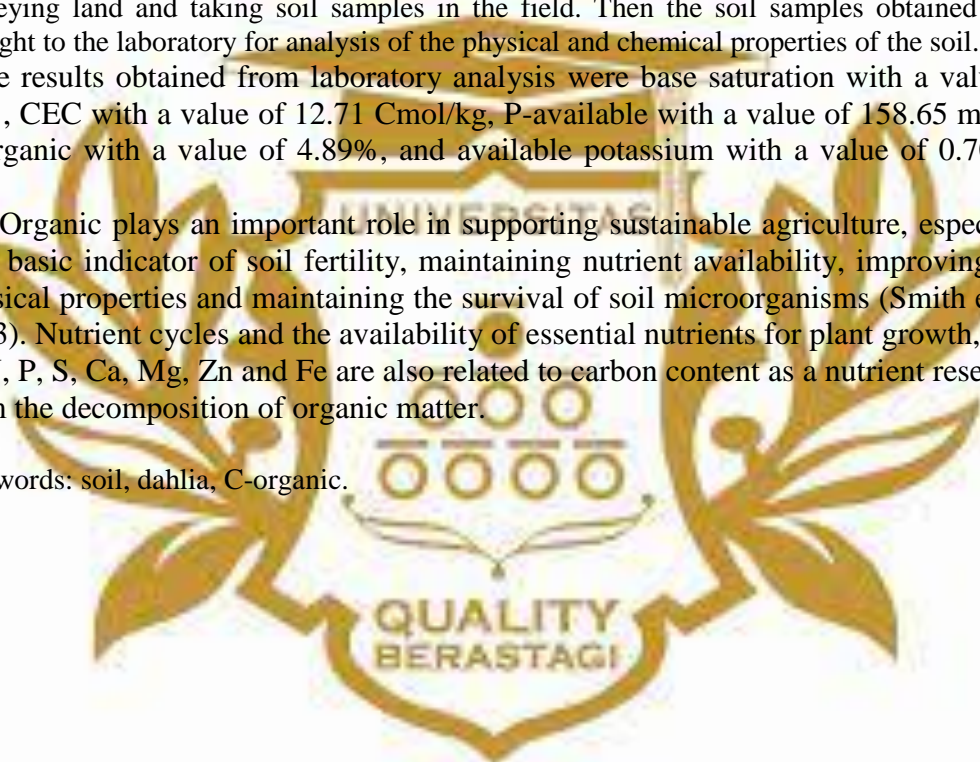 eying land and taking soil samples in the field. Then the soil samples obtained
ght to the laboratory for analysis of the physical and chemical properties of the soil.
e results obtained from laboratory analysis were base saturation with a valu
, CEC with a value of 12.71 Cmol/kg, P-available with a value of 158.65 m
rganic with a value of 4.89%, and available potassium with a value of 0.70
UNIVERSITAS
Organic plays an important role in supporting sustainable agriculture, espec
basic indicator of soil fertility, maintaining nutrient availability, improving
sical properties and maintaining the survival of soil microorganisms (Smith e
3). Nutrient cycles and the availability of essential nutrients for plant growth,
, P, S, Ca, Mg, Zn and Fe are also related to carbon content as a nutrient rese
n the decomposition of organic matter.
words: soil, dahlia, C-organic.
QUALITY
BERASTAGI